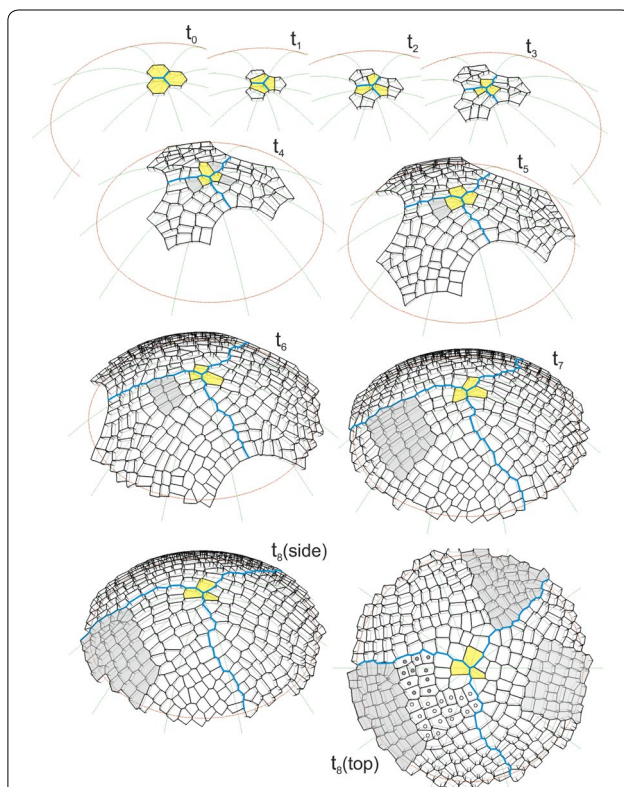 t₀
t₁
t₂
t₃
t₄
t₅
t₆
t₇
t₈(side)
t₈(top)